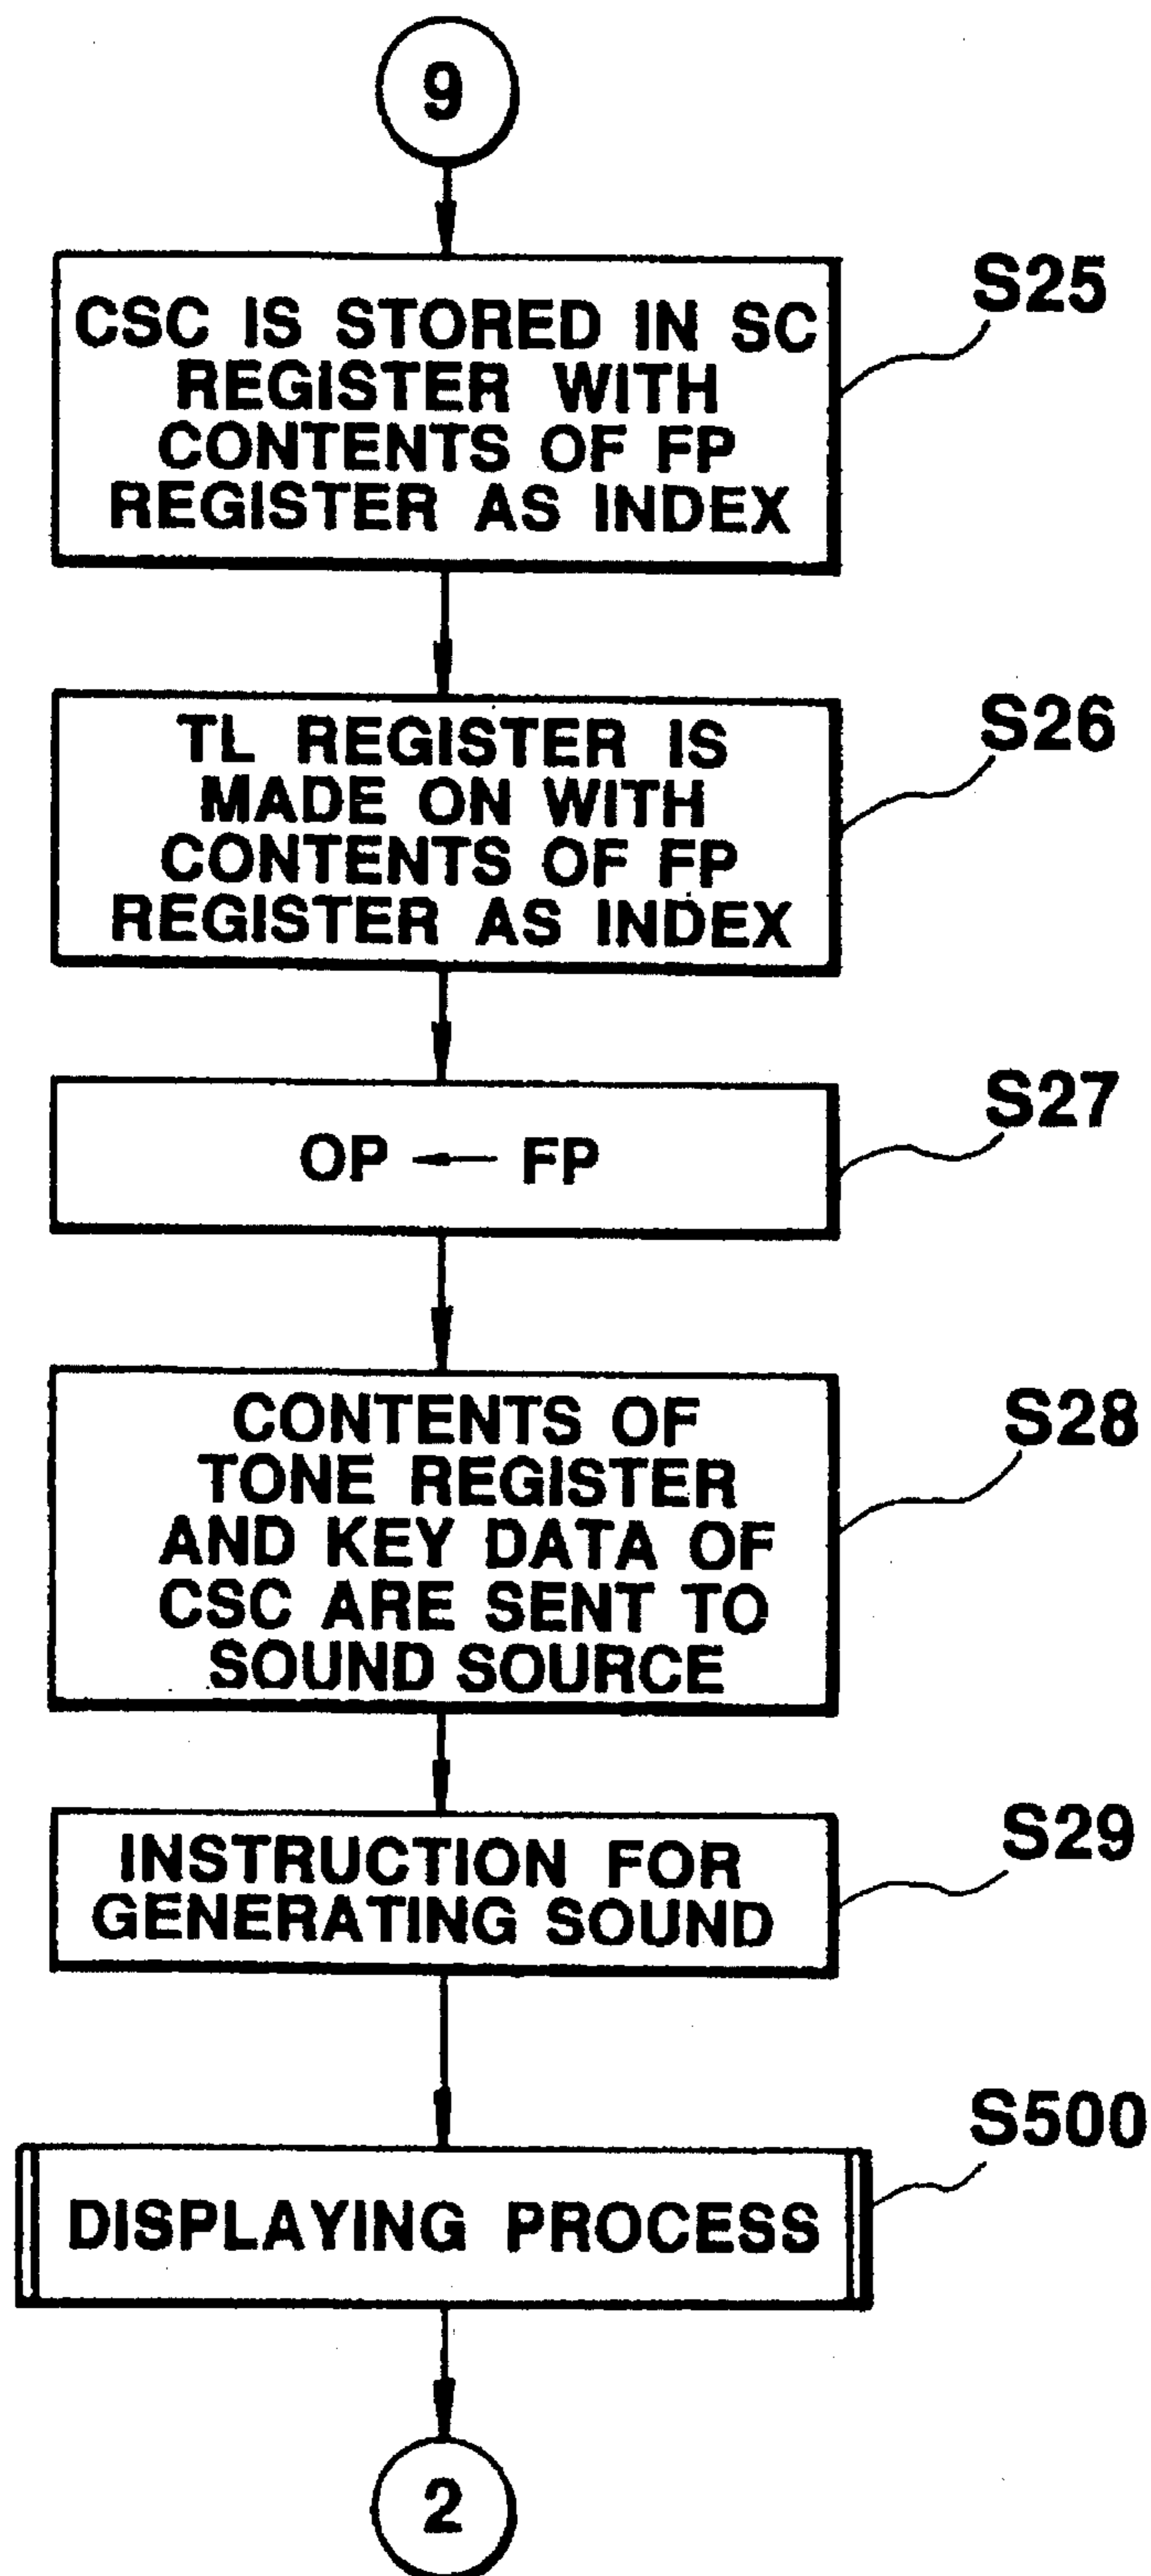 9
S25
CSC IS STORED IN SC
REGISTER WITH
CONTENTS OF FP
REGISTER AS INDEX
S26
TL REGISTER IS
MADE ON WITH
CONTENTS OF FP
REGISTER AS INDEX
S27
OP ← FP
S28
CONTENTS OF
TONE REGISTER
AND KEY DATA OF
CSC ARE SENT TO
SOUND SOURCE
S29
INSTRUCTION FOR
GENERATING SOUND
S500
DISPLAYING PROCESS
2